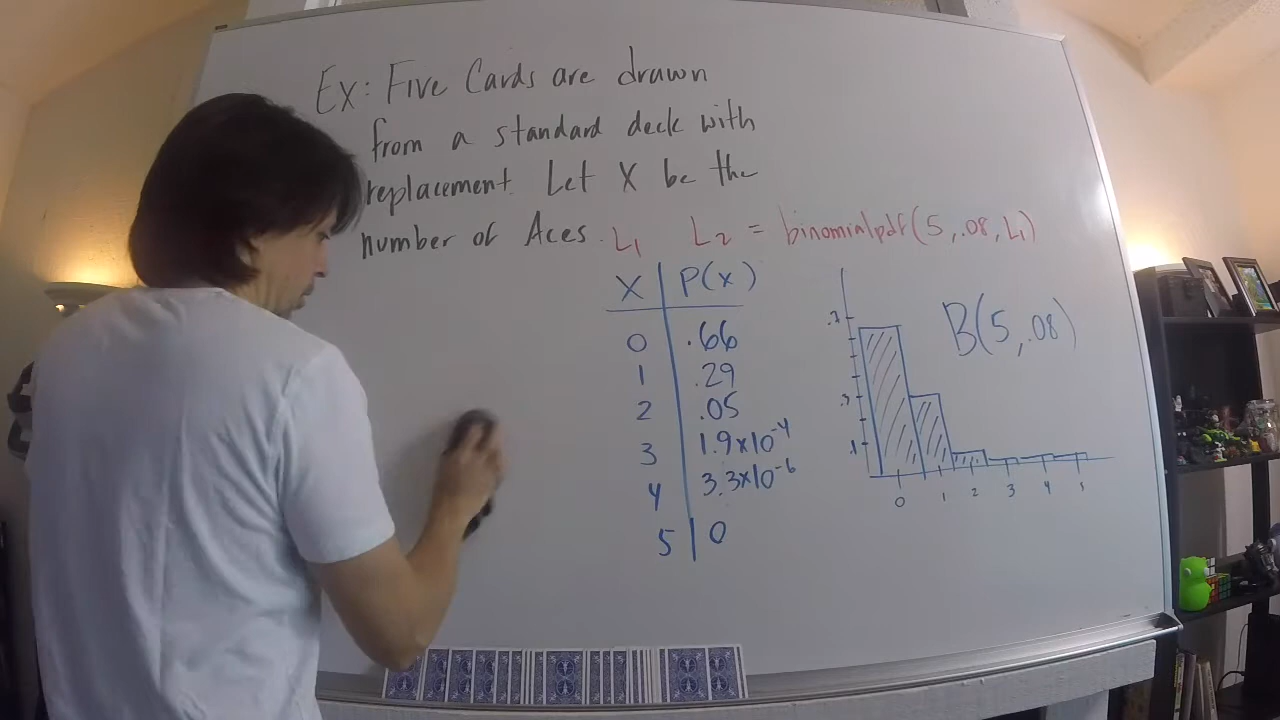 Ex: Five Cards are drawn
from a standard deck with
replacement. Let X be the
number of Aces.
L1 L2 = binomialpdf(5,.08,L1)
X P(x)
0 .66
1 .29
2 .05
3 1.9x10^-4
4 3.3x10^-6
5 0
B(5,.08)
.1
0 1 2 3 4 5